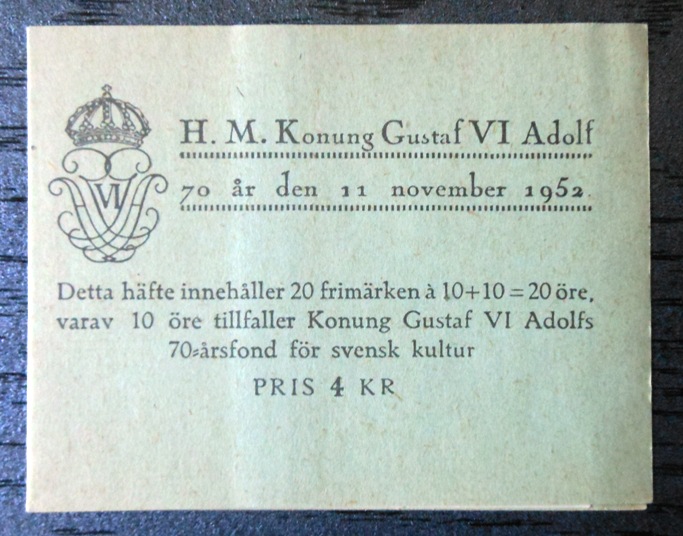 VI
H. M. Konung Gustaf VI Adolf
70 år den 11 november 1952.
Detta häfte innehåller 20 frimärken à 10+10=20 öre,
varav 10 öre tillfaller Konung Gustaf VI Adolfs
70-årsfond för svensk kultur
PRIS 4 KR